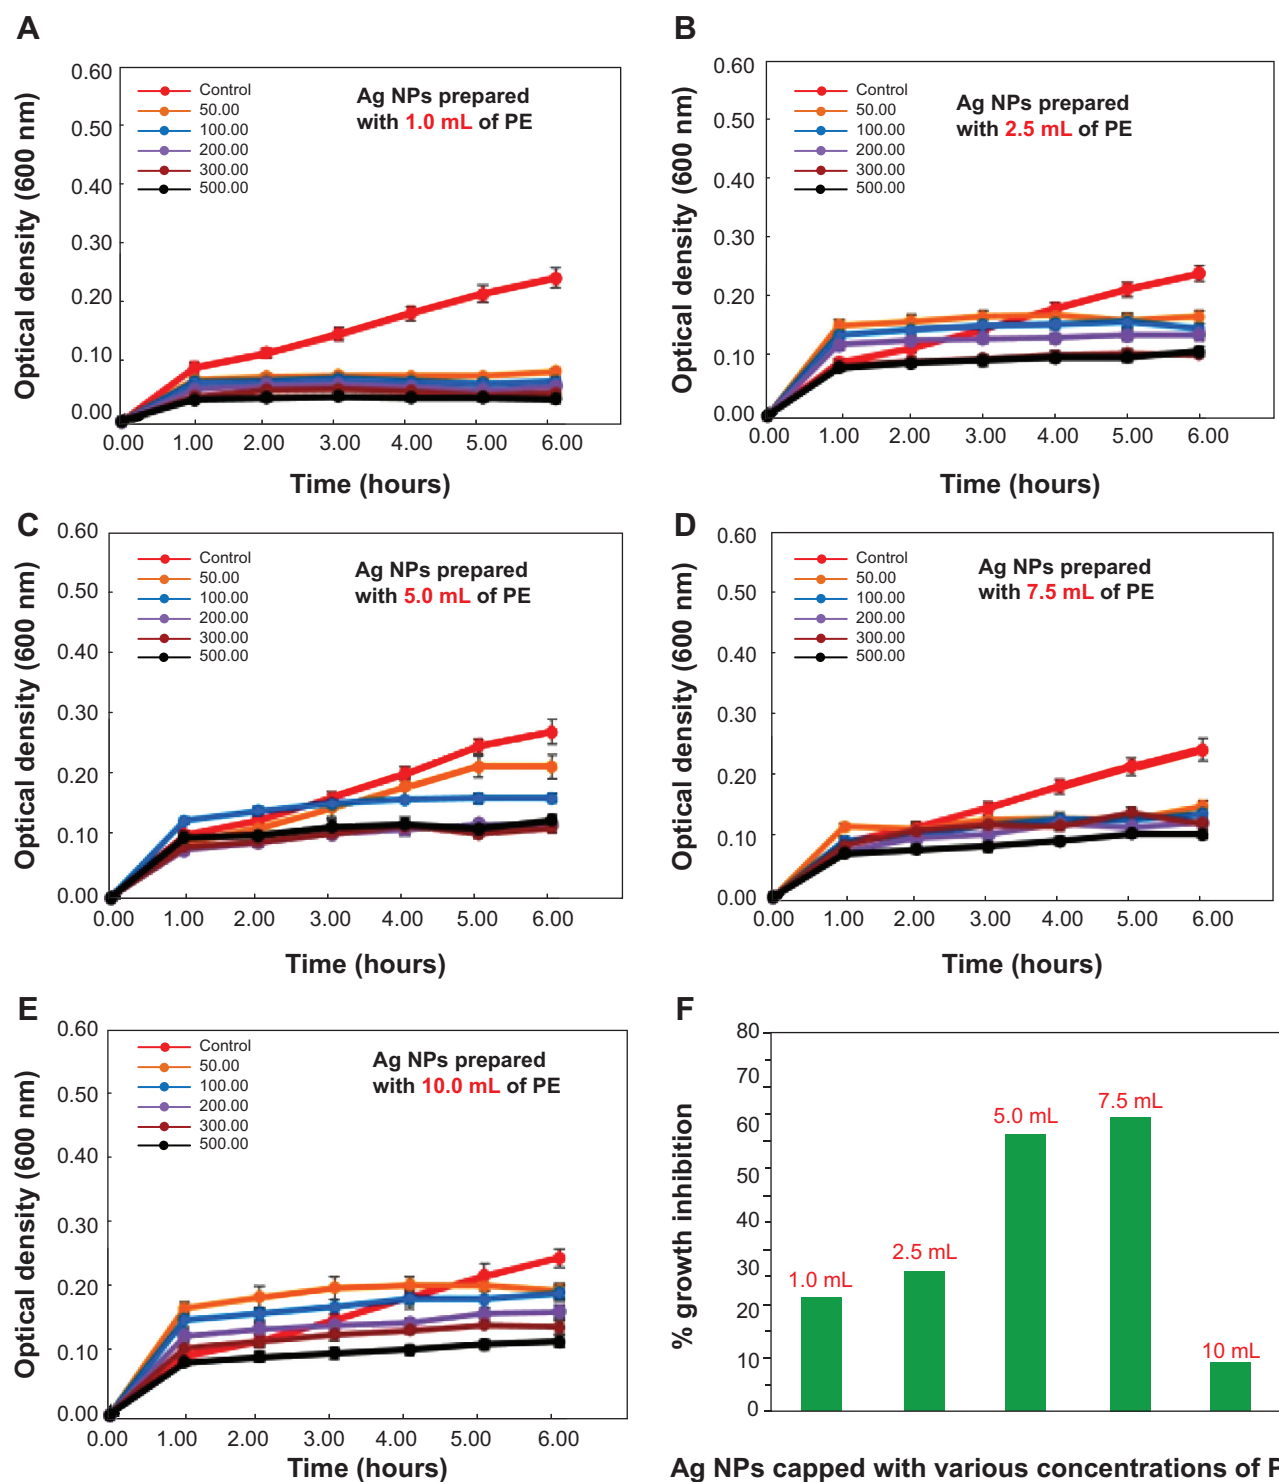 A
Optical density (600 nm)
0.60
0.50
0.40
0.30
0.20
0.10
0.00
Control
50.00
100.00
200.00
300.00
500.00
Ag NPs prepared
with 1.0 mL of PE
0.00 1.00 2.00 3.00 4.00 5.00 6.00
Time (hours)
B
Optical density (600 nm)
0.60
0.50
0.40
0.30
0.20
0.10
0.00
Control
50.00
100.00
200.00
300.00
500.00
Ag NPs prepared
with 2.5 mL of PE
0.00 1.00 2.00 3.00 4.00 5.00 6.00
Time (hours)
C
Optical density (600 nm)
0.60
0.50
0.40
0.30
0.20
0.10
0.00
Control
50.00
100.00
200.00
300.00
500.00
Ag NPs prepared
with 5.0 mL of PE
0.00 1.00 2.00 3.00 4.00 5.00 6.00
Time (hours)
D
Optical density (600 nm)
0.60
0.50
0.40
0.30
0.20
0.10
0.00
Control
50.00
100.00
200.00
300.00
500.00
Ag NPs prepared
with 7.5 mL of PE
0.00 1.00 2.00 3.00 4.00 5.00 6.00
Time (hours)
E
Optical density (600 nm)
0.60
0.50
0.40
0.30
0.20
0.10
0.00
Control
50.00
100.00
200.00
300.00
500.00
Ag NPs prepared
with 10.0 mL of PE
0.00 1.00 2.00 3.00 4.00 5.00 6.00
Time (hours)
F
% growth inhibition
80
70
60
50
40
30
20
10
0
1.0 mL
2.5 mL
5.0 mL
7.5 mL
10 mL
Ag NPs capped with various concentrations of